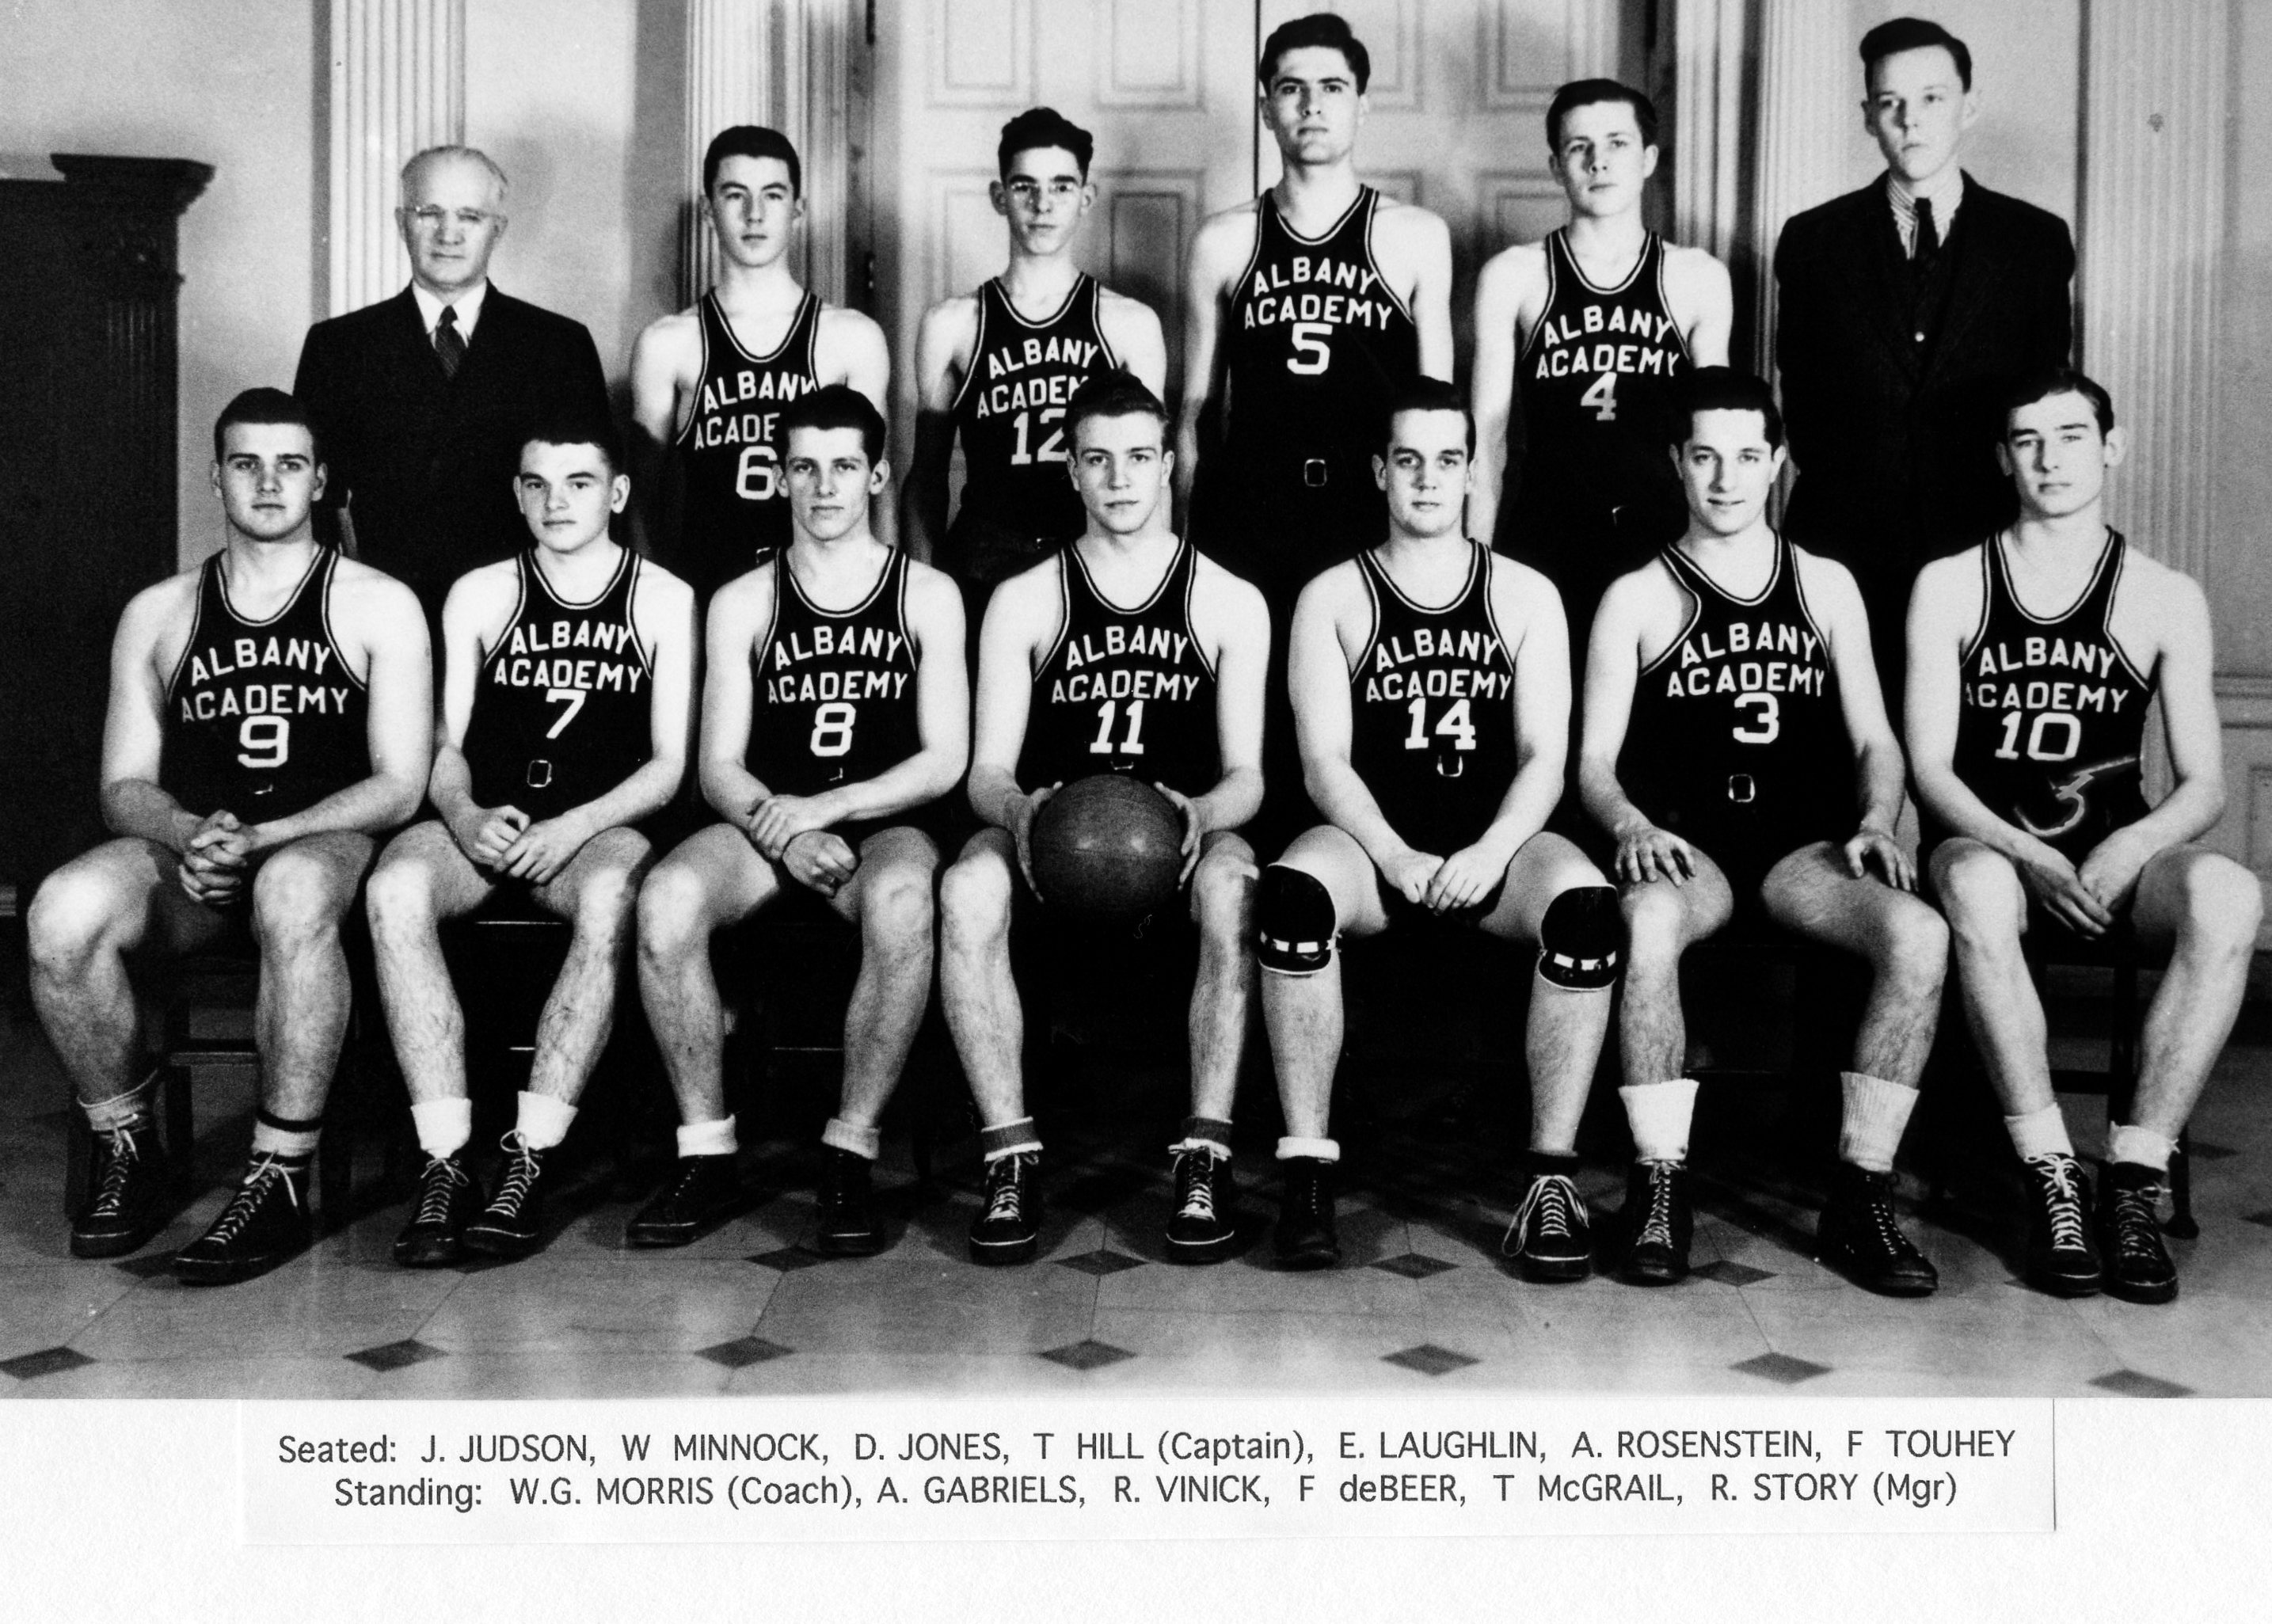 ALBANY
ACADEMY
5
ALBANY
ACADEMY
4
ALBANY
ACADEM
12
ALBANY
ACADE
6
ALBANY
ACADEMY
9
ALBANY
ACADEMY
7
ALBANY
ACADEMY
8
ALBANY
ACADEMY
11
ALBANY
ACADEMY
14
ALBANY
ACADEMY
3
ALBANY
ACADEMY
10
Seated: J. JUDSON, W MINNOCK, D. JONES, T HILL (Captain), E. LAUGHLIN, A. ROSENSTEIN, F TOUHEY
Standing: W.G. MORRIS (Coach), A. GABRIELS, R. VINICK, F deBEER, T McGRAIL, R. STORY (Mgr)